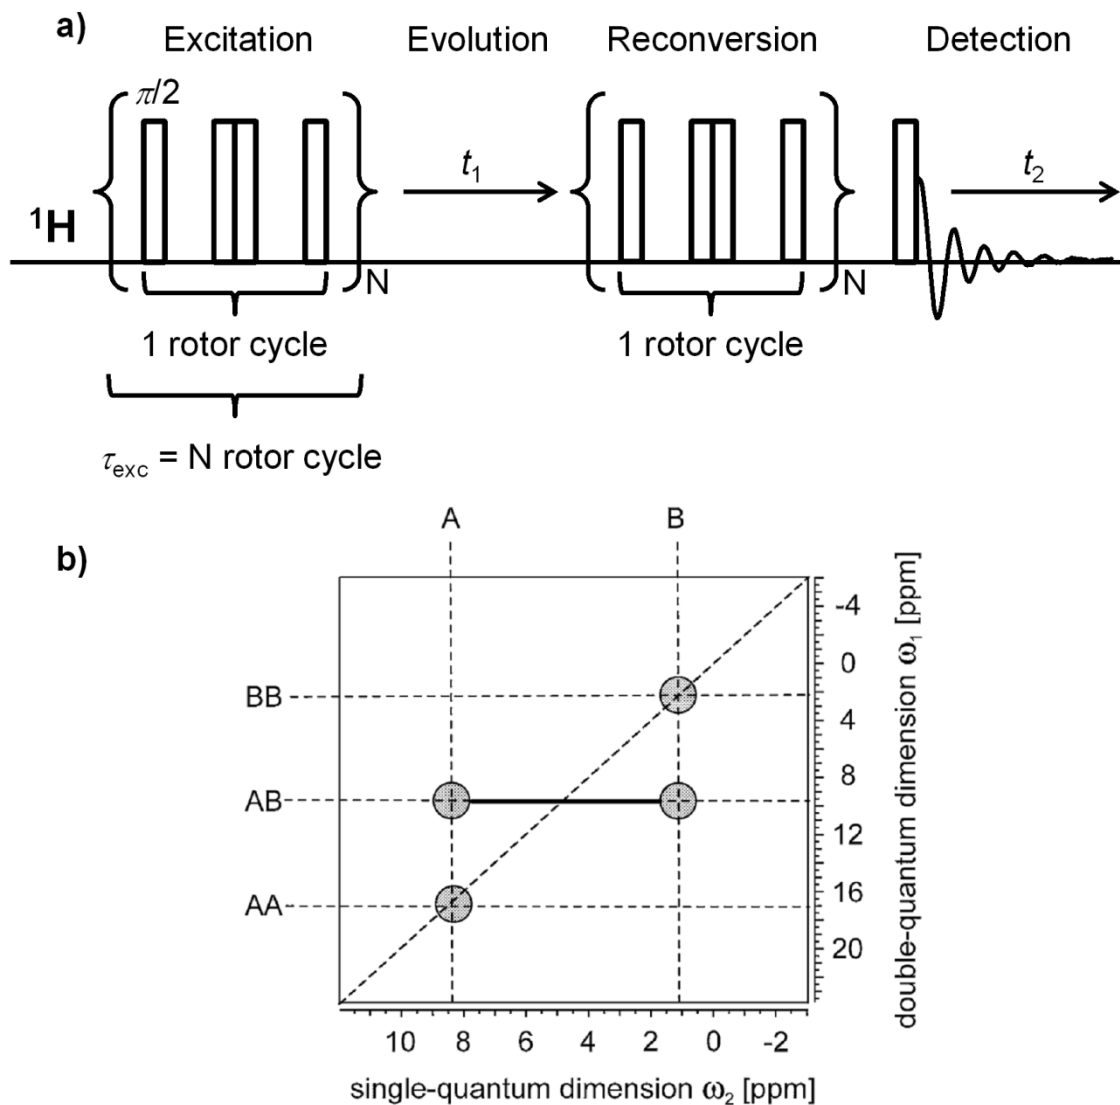 a)
Excitation Evolution Reconversion Detection
π/2
t₁ t₂
¹H
N N
1 rotor cycle 1 rotor cycle
τexc = N rotor cycle
b)
A B
BB
AB
AA
-4
0
4
8
12
16
20
double-quantum dimension ω₁ [ppm]
10 8 6 4 2 0 -2
single-quantum dimension ω₂ [ppm]